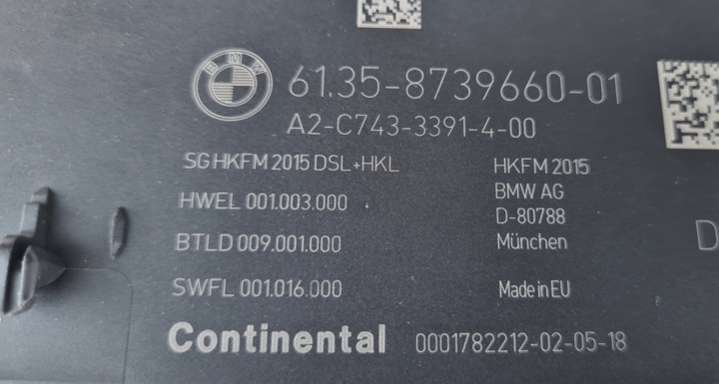 BMW
61.35-8739660-01
A2-C743-3391-4-00
SG HKFM 2015 DSL+HKL
HWEL 001.003.000
BTLD 009.001.000
SWFL 001.016.000
HKFM 2015
BMW AG
D-80788
München
Made in EU
D
Continental 0001782212-02-05-18